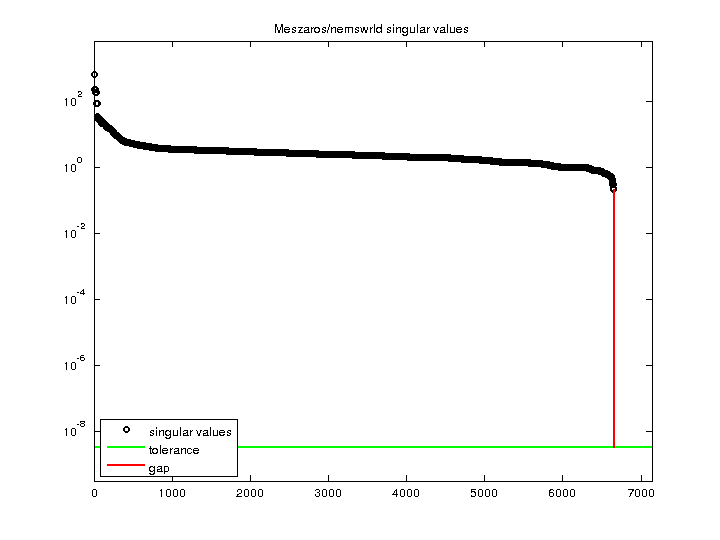 Meszaros/nemswrld singular values
10^2
10^0
10^-2
10^-4
10^-6
10^-8
singular values
tolerance
gap
0 1000 2000 3000 4000 5000 6000 7000